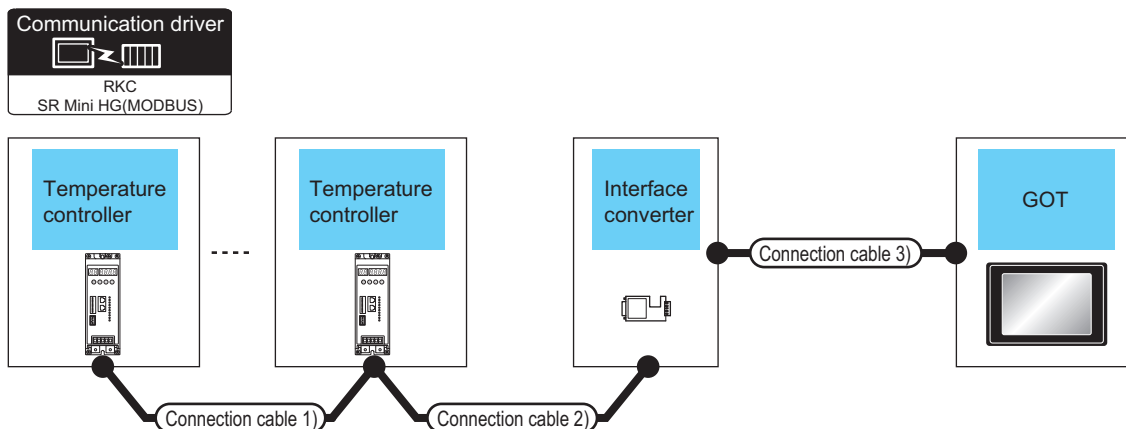 Communication driver
RKC
SR Mini HG(MODBUS)
Temperature
controller
Temperature
controller
Interface
converter
GOT
Connection cable 3)
Connection cable 1)
Connection cable 2)